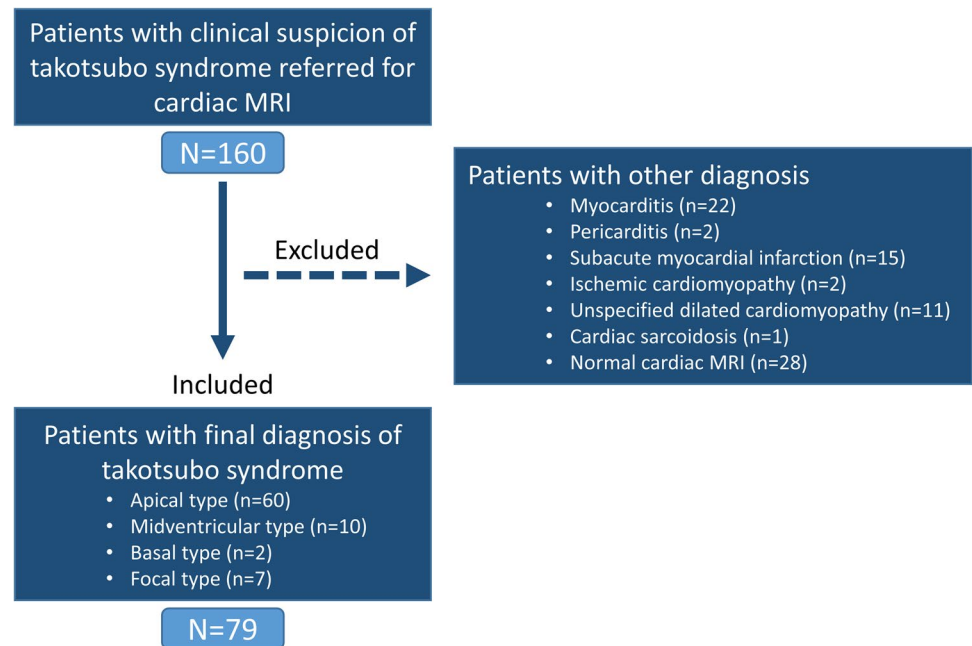 Patients with clinical suspicion of
takotsubo syndrome referred for
cardiac MRI
N=160
Excluded
Patients with other diagnosis
• Myocarditis (n=22)
• Pericarditis (n=2)
• Subacute myocardial infarction (n=15)
• Ischemic cardiomyopathy (n=2)
• Unspecified dilated cardiomyopathy (n=11)
• Cardiac sarcoidosis (n=1)
• Normal cardiac MRI (n=28)
Included
Patients with final diagnosis of
takotsubo syndrome
• Apical type (n=60)
• Midventricular type (n=10)
• Basal type (n=2)
• Focal type (n=7)
N=79